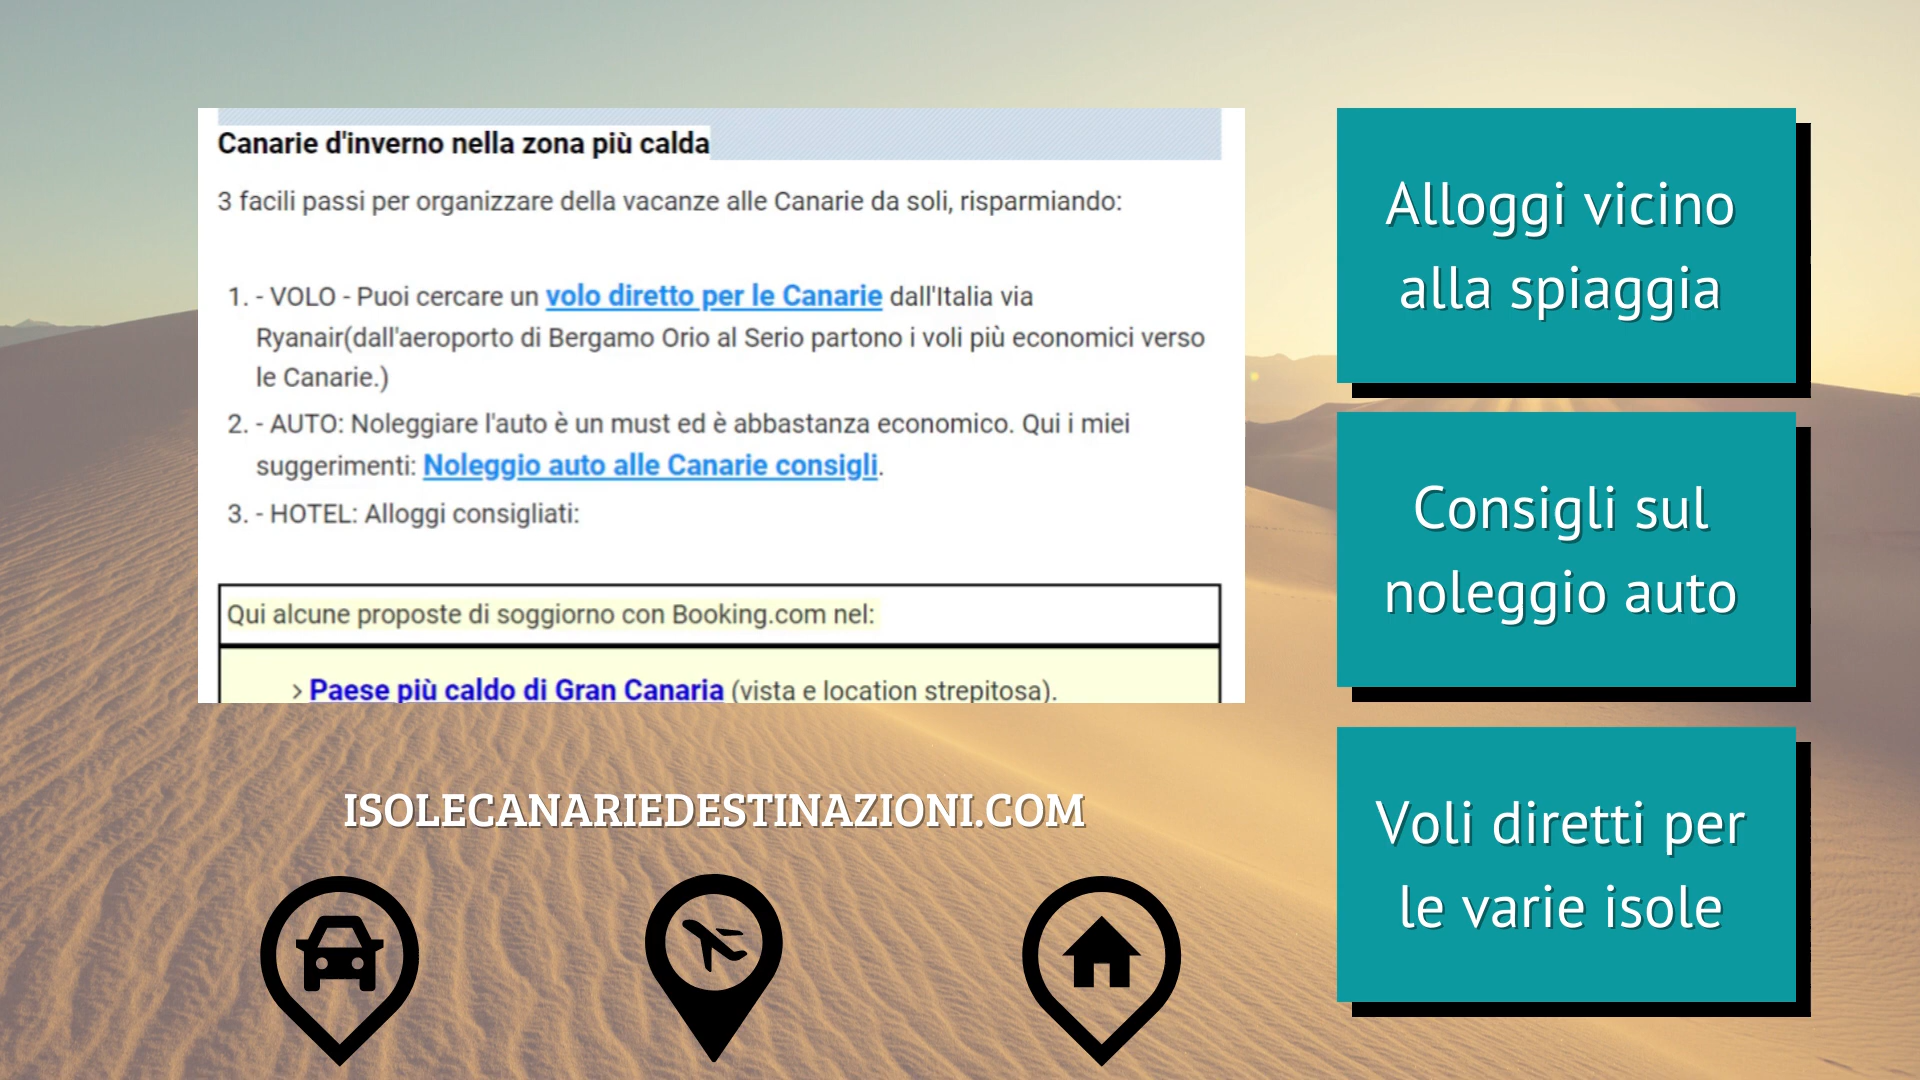 Canarie d'inverno nella zona più calda
3 facili passi per organizzare della vacanze alle Canarie da soli, risparmiando:
1. - VOLO - Puoi cercare un volo diretto per le Canarie dall'Italia via
Ryanair(dall'aeroporto di Bergamo Orio al Serio partono i voli più economici verso
le Canarie.)
2. - AUTO: Noleggiare l'auto è un must ed è abbastanza economico. Qui i miei
suggerimenti: Noleggio auto alle Canarie consigli.
3. - HOTEL: Alloggi consigliati:
Qui alcune proposte di soggiorno con Booking.com nel:
> Paese più caldo di Gran Canaria (vista e location strepitosa).
ISOLECANARIEDESTINAZIONI.COM
Alloggi vicino
alla spiaggia
Consigli sul
noleggio auto
Voli diretti per
le varie isole